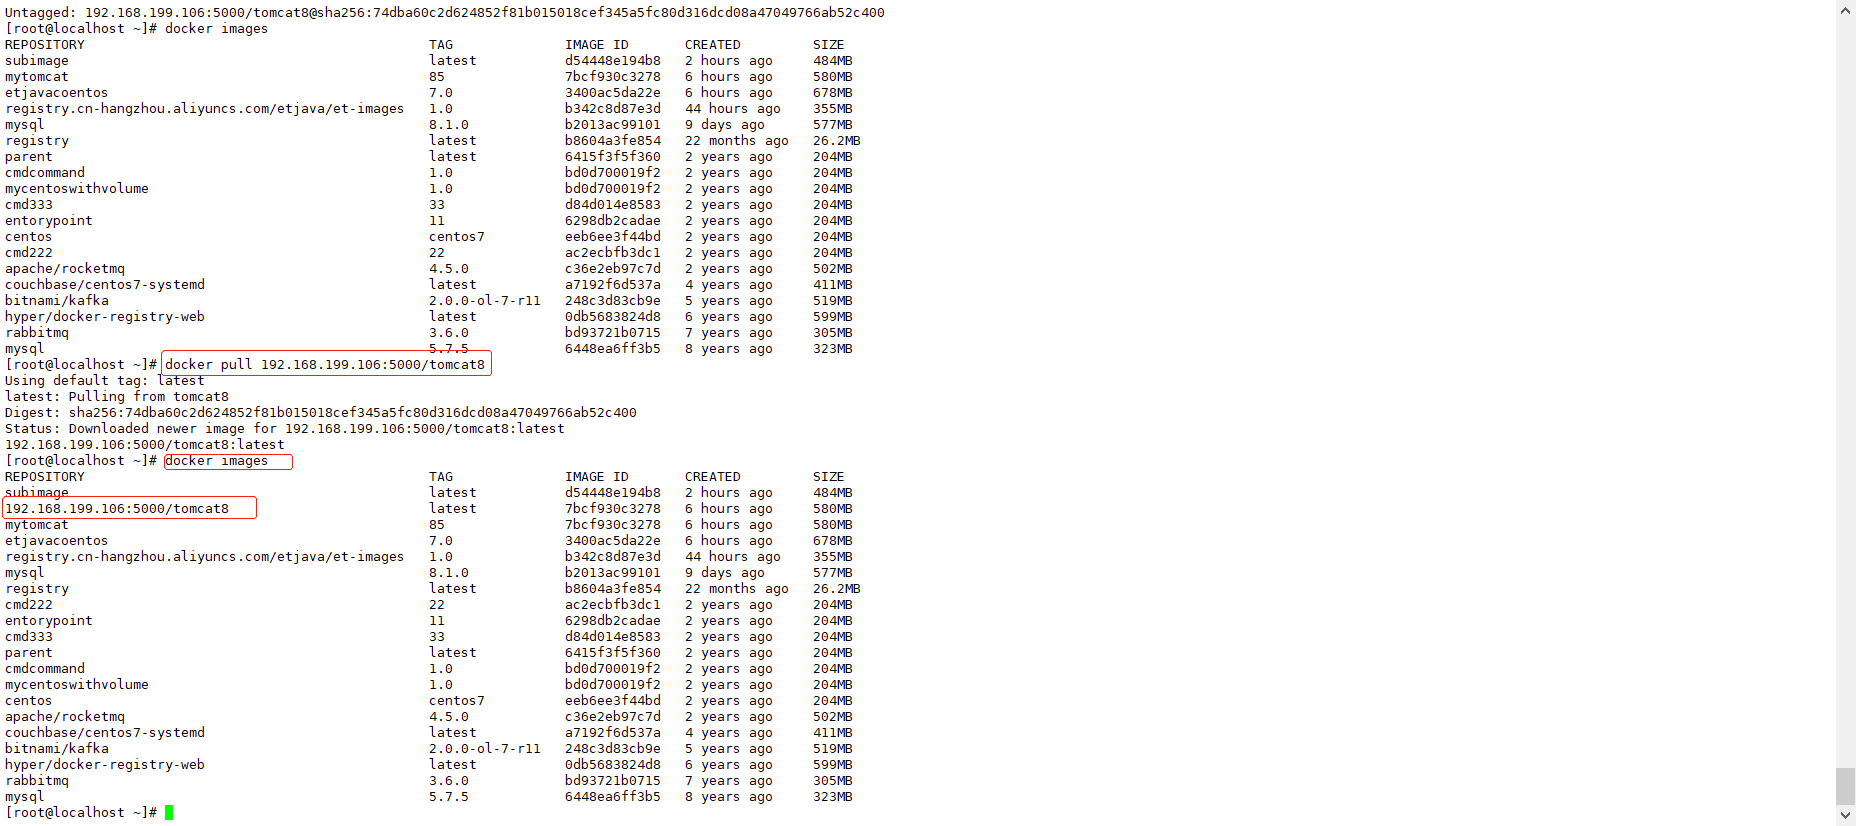 Untagged: 192.168.199.106:5000/tomcat8@sha256:74dba60c2d624852f81b015018cef345a5fc80d316dcd08a47049766ab52c400
[root@localhost ~]# docker images
REPOSITORY TAG IMAGE ID CREATED SIZE
subimage latest d54448e194b8 2 hours ago 484MB
mytomcat 85 7bcf930c3278 6 hours ago 580MB
etjavacoentos 7.0 3400ac5da22e 6 hours ago 678MB
registry.cn-hangzhou.aliyuncs.com/etjava/et-images 1.0 b342c8d87e3d 44 hours ago 355MB
mysql 8.1.0 b2013ac99101 9 days ago 577MB
registry latest b8604a3fe854 22 months ago 26.2MB
parent latest 6415f3f5f360 2 years ago 204MB
cmdcommand 1.0 bd0d700019f2 2 years ago 204MB
mycentoswithvolume 1.0 bd0d700019f2 2 years ago 204MB
cmd333 33 d84d014e8583 2 years ago 204MB
entorypoint 11 6298db2cadae 2 years ago 204MB
centos centos7 eeb6ee3f44bd 2 years ago 204MB
cmd222 22 ac2ecbfb3dc1 2 years ago 204MB
apache/rocketmq 4.5.0 c36e2eb97c7d 2 years ago 502MB
couchbase/centos7-systemd latest a7192f6d537a 4 years ago 411MB
bitnami/kafka 2.0.0-ol-7-r11 248c3d83cb9e 5 years ago 519MB
hyper/docker-registry-web latest 0db5683824d8 6 years ago 599MB
rabbitmq 3.6.0 bd93721b0715 7 years ago 305MB
mysql 5.7.5 6448ea6ff3b5 8 years ago 323MB
[root@localhost ~]# docker pull 192.168.199.106:5000/tomcat8
Using default tag: latest
latest: Pulling from tomcat8
Digest: sha256:74dba60c2d624852f81b015018cef345a5fc80d316dcd08a47049766ab52c400
Status: Downloaded newer image for 192.168.199.106:5000/tomcat8:latest
192.168.199.106:5000/tomcat8:latest
[root@localhost ~]# docker images
REPOSITORY TAG IMAGE ID CREATED SIZE
subimage latest d54448e194b8 2 hours ago 484MB
192.168.199.106:5000/tomcat8 latest 7bcf930c3278 6 hours ago 580MB
mytomcat 85 7bcf930c3278 6 hours ago 580MB
etjavacoentos 7.0 3400ac5da22e 6 hours ago 678MB
registry.cn-hangzhou.aliyuncs.com/etjava/et-images 1.0 b342c8d87e3d 44 hours ago 355MB
mysql 8.1.0 b2013ac99101 9 days ago 577MB
registry latest b8604a3fe854 22 months ago 26.2MB
cmd222 22 ac2ecbfb3dc1 2 years ago 204MB
entorypoint 11 6298db2cadae 2 years ago 204MB
cmd333 33 d84d014e8583 2 years ago 204MB
parent latest 6415f3f5f360 2 years ago 204MB
cmdcommand 1.0 bd0d700019f2 2 years ago 204MB
mycentoswithvolume 1.0 bd0d700019f2 2 years ago 204MB
centos centos7 eeb6ee3f44bd 2 years ago 204MB
apache/rocketmq 4.5.0 c36e2eb97c7d 2 years ago 502MB
couchbase/centos7-systemd latest a7192f6d537a 4 years ago 411MB
bitnami/kafka 2.0.0-ol-7-r11 248c3d83cb9e 5 years ago 519MB
hyper/docker-registry-web latest 0db5683824d8 6 years ago 599MB
rabbitmq 3.6.0 bd93721b0715 7 years ago 305MB
mysql 5.7.5 6448ea6ff3b5 8 years ago 323MB
[root@localhost ~]#